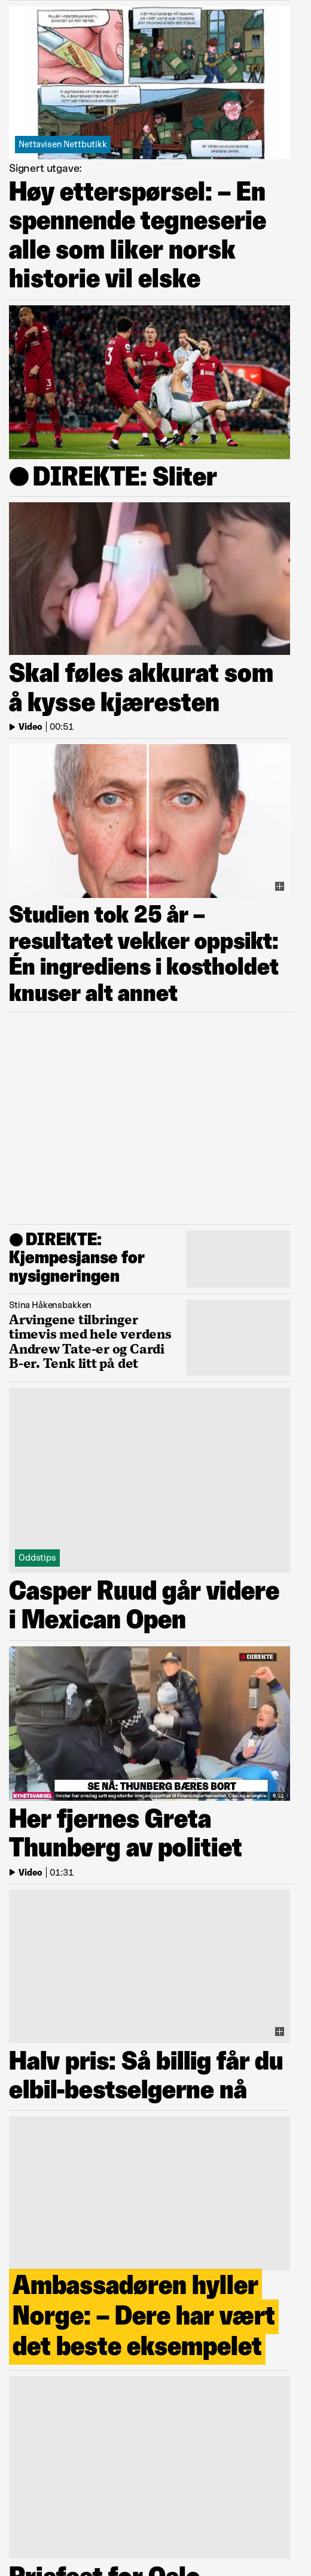 Nettavisen Nettbutikk
Signert utgave:
Høy etterspørsel: – En
spennende tegneserie
alle som liker norsk
historie vil elske
DIREKTE: Sliter
Skal føles akkurat som
å kysse kjæresten
Video | 00:51
Studien tok 25 år –
resultatet vekker oppsikt:
Én ingrediens i kostholdet
knuser alt annet
DIREKTE:
Kjempesjanse for
nysigneringen
Stina Håkensbakken
Arvingene tilbringer
timevis med hele verdens
Andrew Tate-er og Cardi
B-er. Tenk litt på det
Oddstips
Casper Ruud går videre
i Mexican Open
DIREKTE
SE NÅ: THUNBERG BÆRES BORT
NYHETSVARSEL
9.51
Her fjernes Greta
Thunberg av politiet
Video | 01:31
Halv pris: Så billig får du
elbil-bestselgerne nå
Ambassadøren hyller
Norge: – Dere har vært
det beste eksempelet